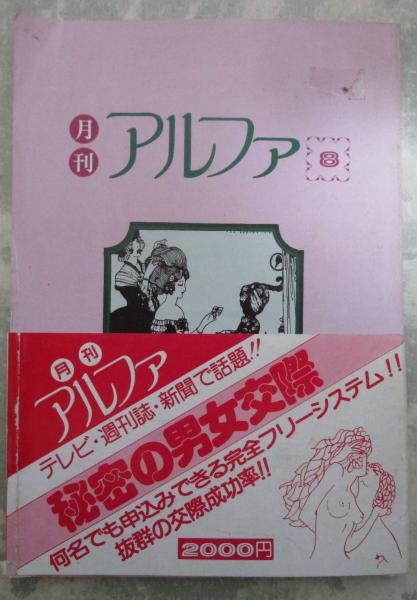 月刊
アルファ
8
月刊
アルファ
テレビ・週刊誌・新聞で話題!!
秘密の男女交際
何名でも申込みできる完全フリーシステム!!
抜群の交際成功率!!
2000円